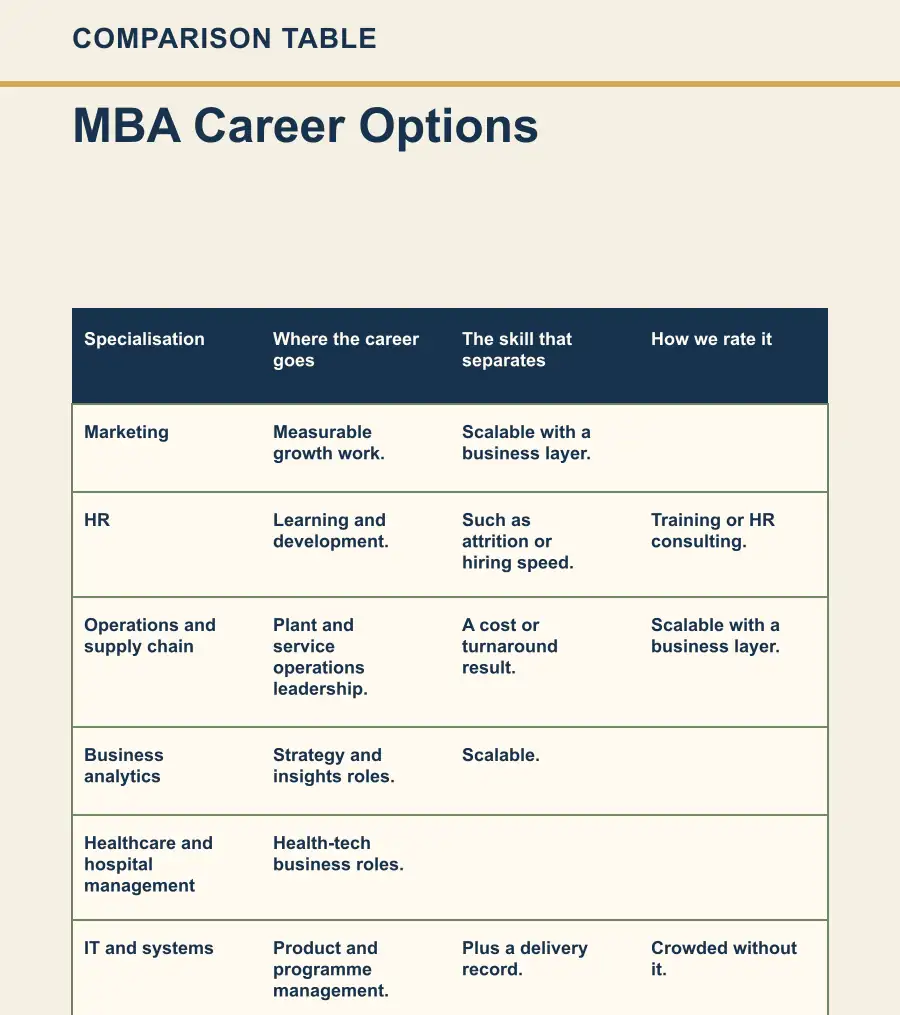 COMPARISON TABLE
MBA Career Options
Specialisation
Where the career
goes
The skill that
separates
How we rate it
Marketing
Measurable
growth work.
Scalable with a
business layer.
HR
Learning and
development.
Such as
attrition or
hiring speed.
Training or HR
consulting.
Operations and
supply chain
Plant and
service
operations
leadership.
A cost or
turnaround
result.
Scalable with a
business layer.
Business
analytics
Strategy and
insights roles.
Scalable.
Healthcare and
hospital
management
Health-tech
business roles.
IT and systems
Product and
programme
management.
Plus a delivery
record.
Crowded without
it.